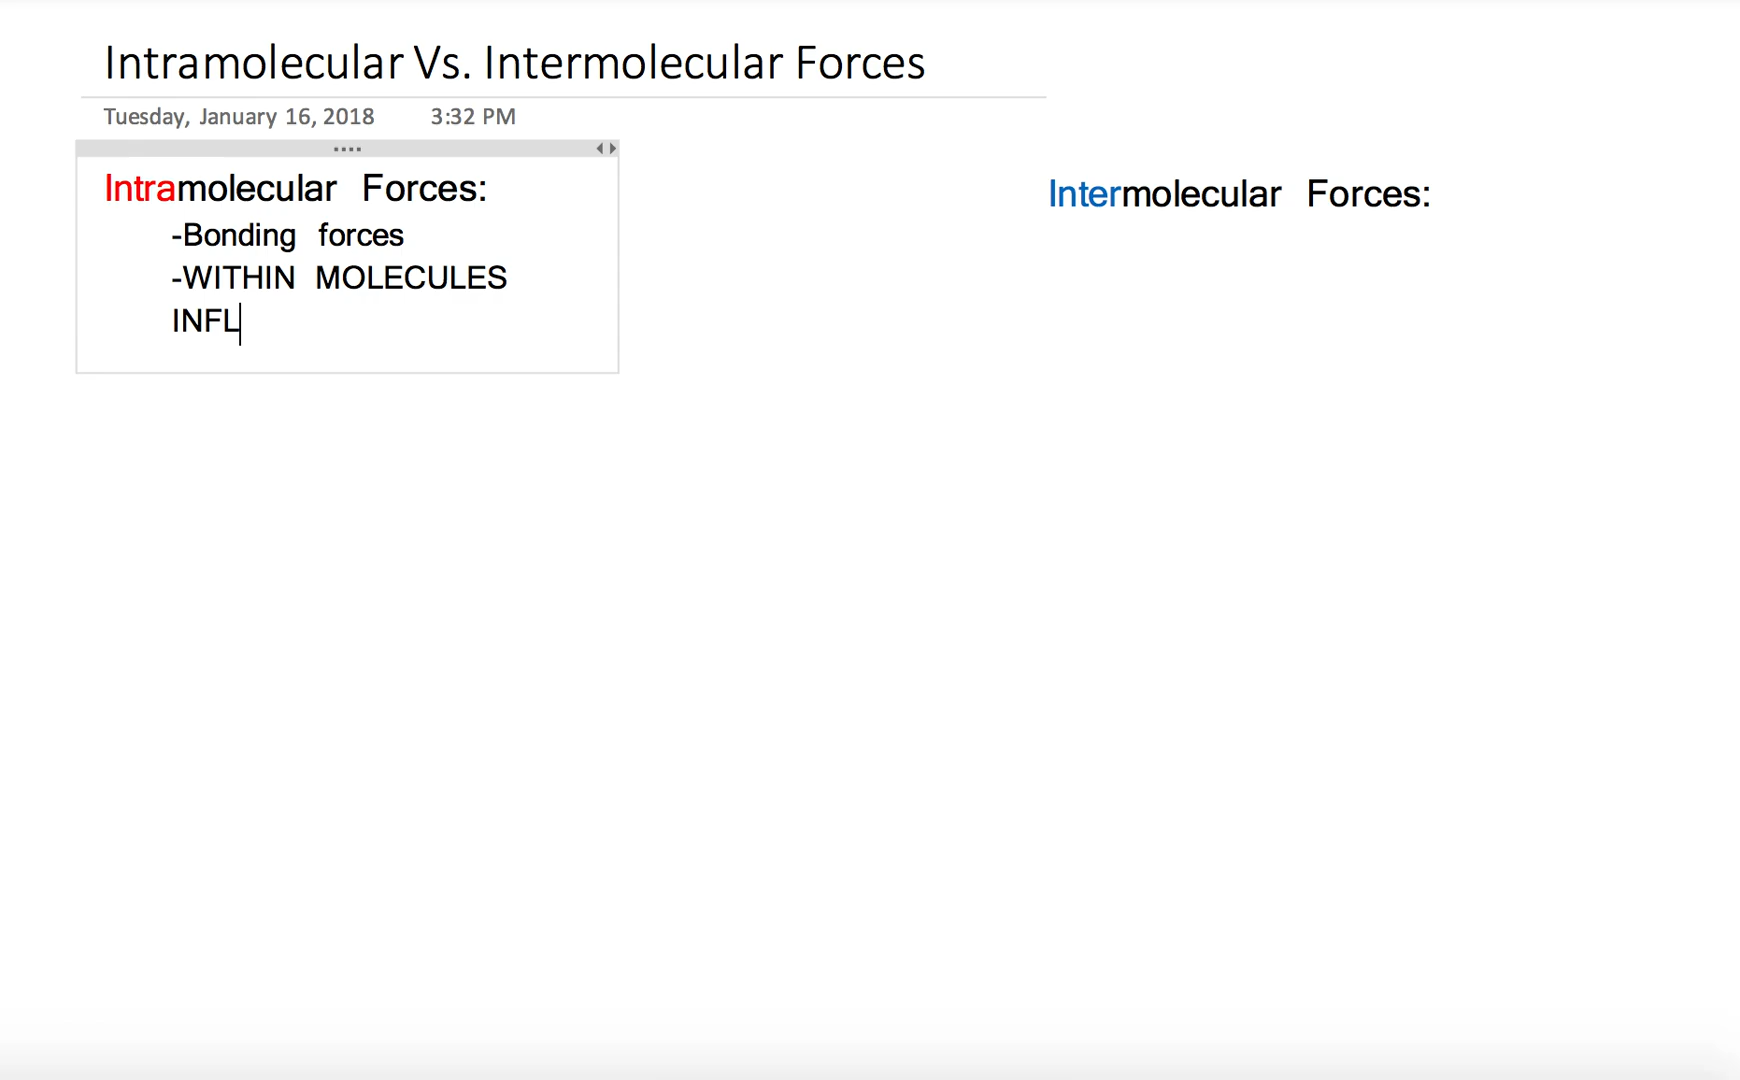 Intramolecular Vs. Intermolecular Forces
Tuesday, January 16, 2018 3:32 PM
Intramolecular Forces:
-Bonding forces
-WITHIN MOLECULES
INFL
Intermolecular Forces: